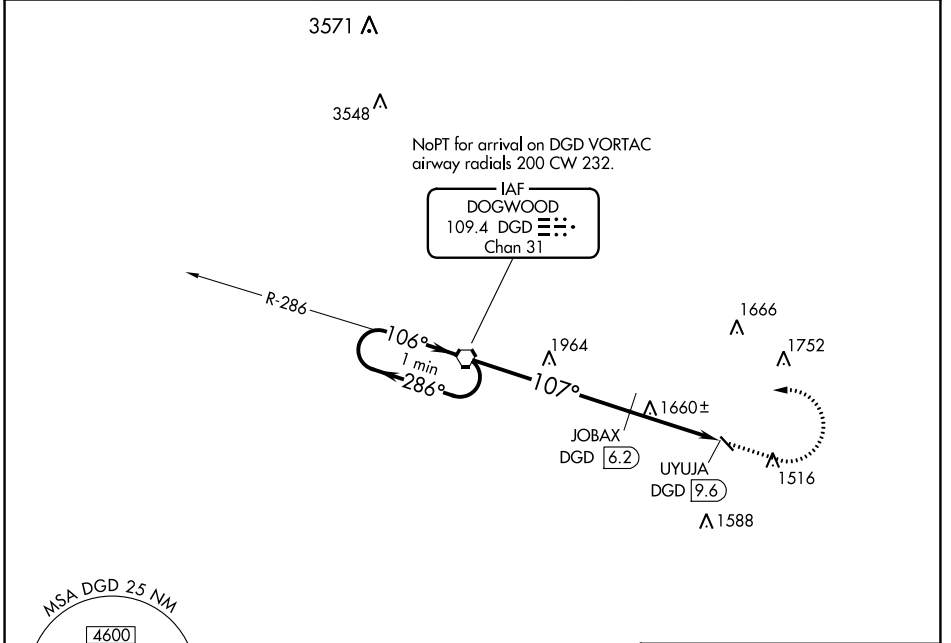 3571
3548
NoPT for arrival on DGD VORTAC
airway radials 200 CW 232.
IAF
DOGWOOD
109.4 DGD
Chan 31
R-286
106°
1 min
286°
1964
107°
1666
1752
1660±
JOBAX
DGD 6.2
UYUJA
DGD 9.6
1516
1588
MSA DGD 25 NM
4600